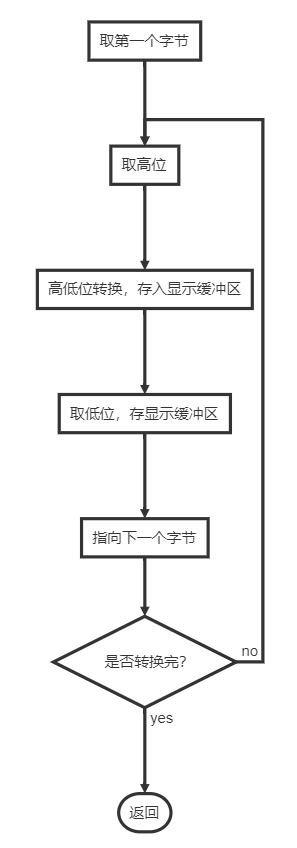 取第一个字节
取高位
高低位转换，存入显示缓冲区
取低位，存显示缓冲区
指向下一个字节
是否转换完？
no
yes
返回